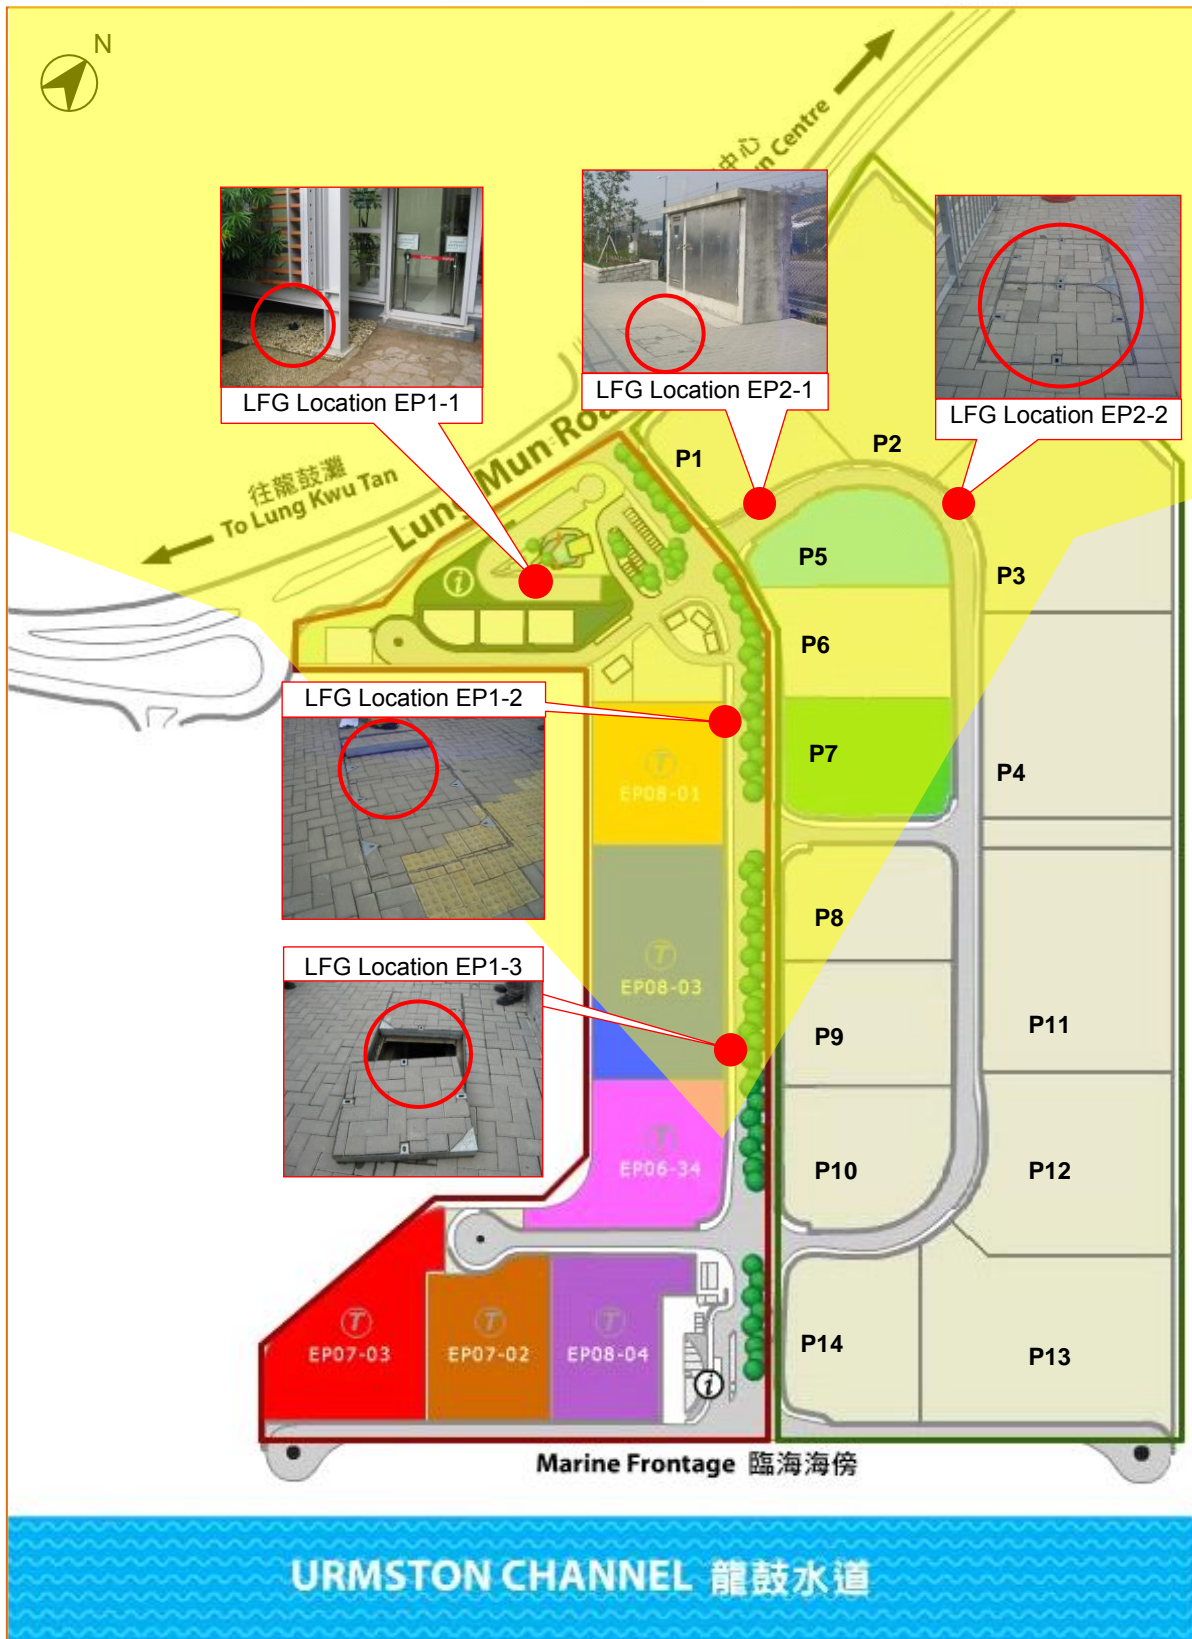 N
中心
Centre
LFG Location EP1-1
LFG Location EP2-1
LFG Location EP2-2
往龍鼓灘
To Lung Kwu Tan
Lung Mun Roa
P1
P2
P3
P5
P6
P4
P7
i
LFG Location EP1-2
T
EP08-01
P8
LFG Location EP1-3
T
EP08-03
P9
P11
T
EP06-34
P10
P12
T
EP07-03
T
EP07-02
T
EP08-04
P14
P13
i
Marine Frontage 臨海海傍
URMSTON CHANNEL 龍鼓水道